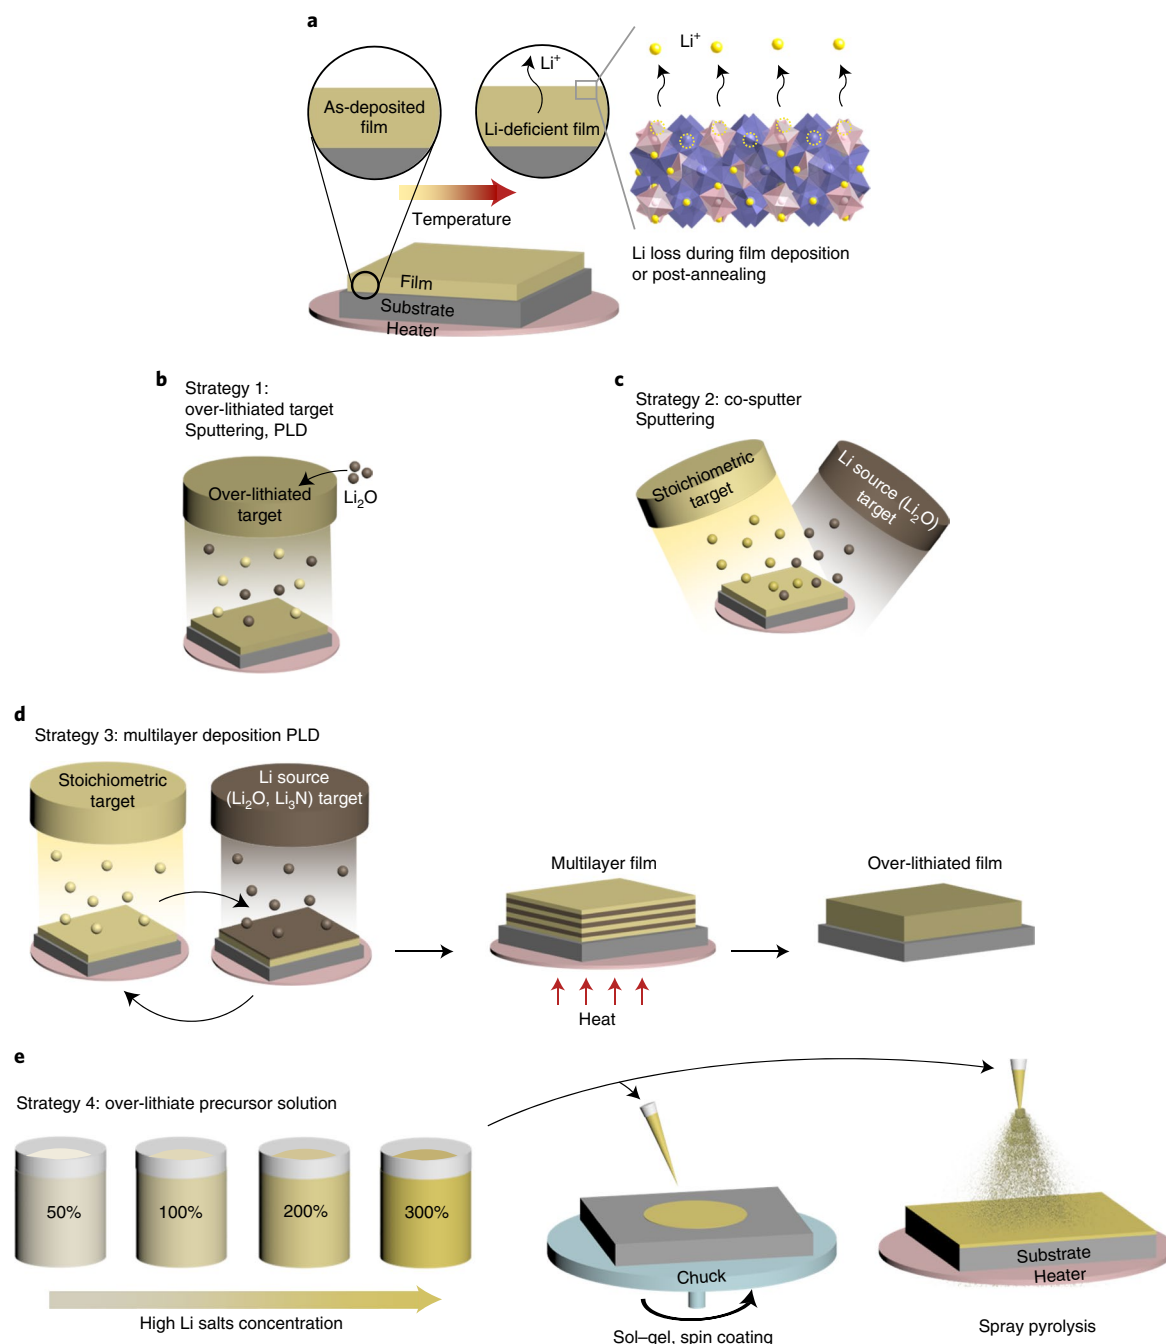 a
As-deposited
film
Li⁺
Li-deficient film
Li⁺
Temperature
Li loss during film deposition
or post-annealing
Film
Substrate
Heater
b
Strategy 1:
over-lithiated target
Sputtering, PLD
Over-lithiated
target
Li₂O
c
Strategy 2: co-sputter
Sputtering
Stoichiometric
target
Li source (Li₂O)
target
d
Strategy 3: multilayer deposition PLD
Stoichiometric
target
Li source
(Li₂O, Li₃N) target
Multilayer film
Over-lithiated film
Heat
e
Strategy 4: over-lithiate precursor solution
50%
100%
200%
300%
High Li salts concentration
Chuck
Sol–gel, spin coating
Substrate
Heater
Spray pyrolysis